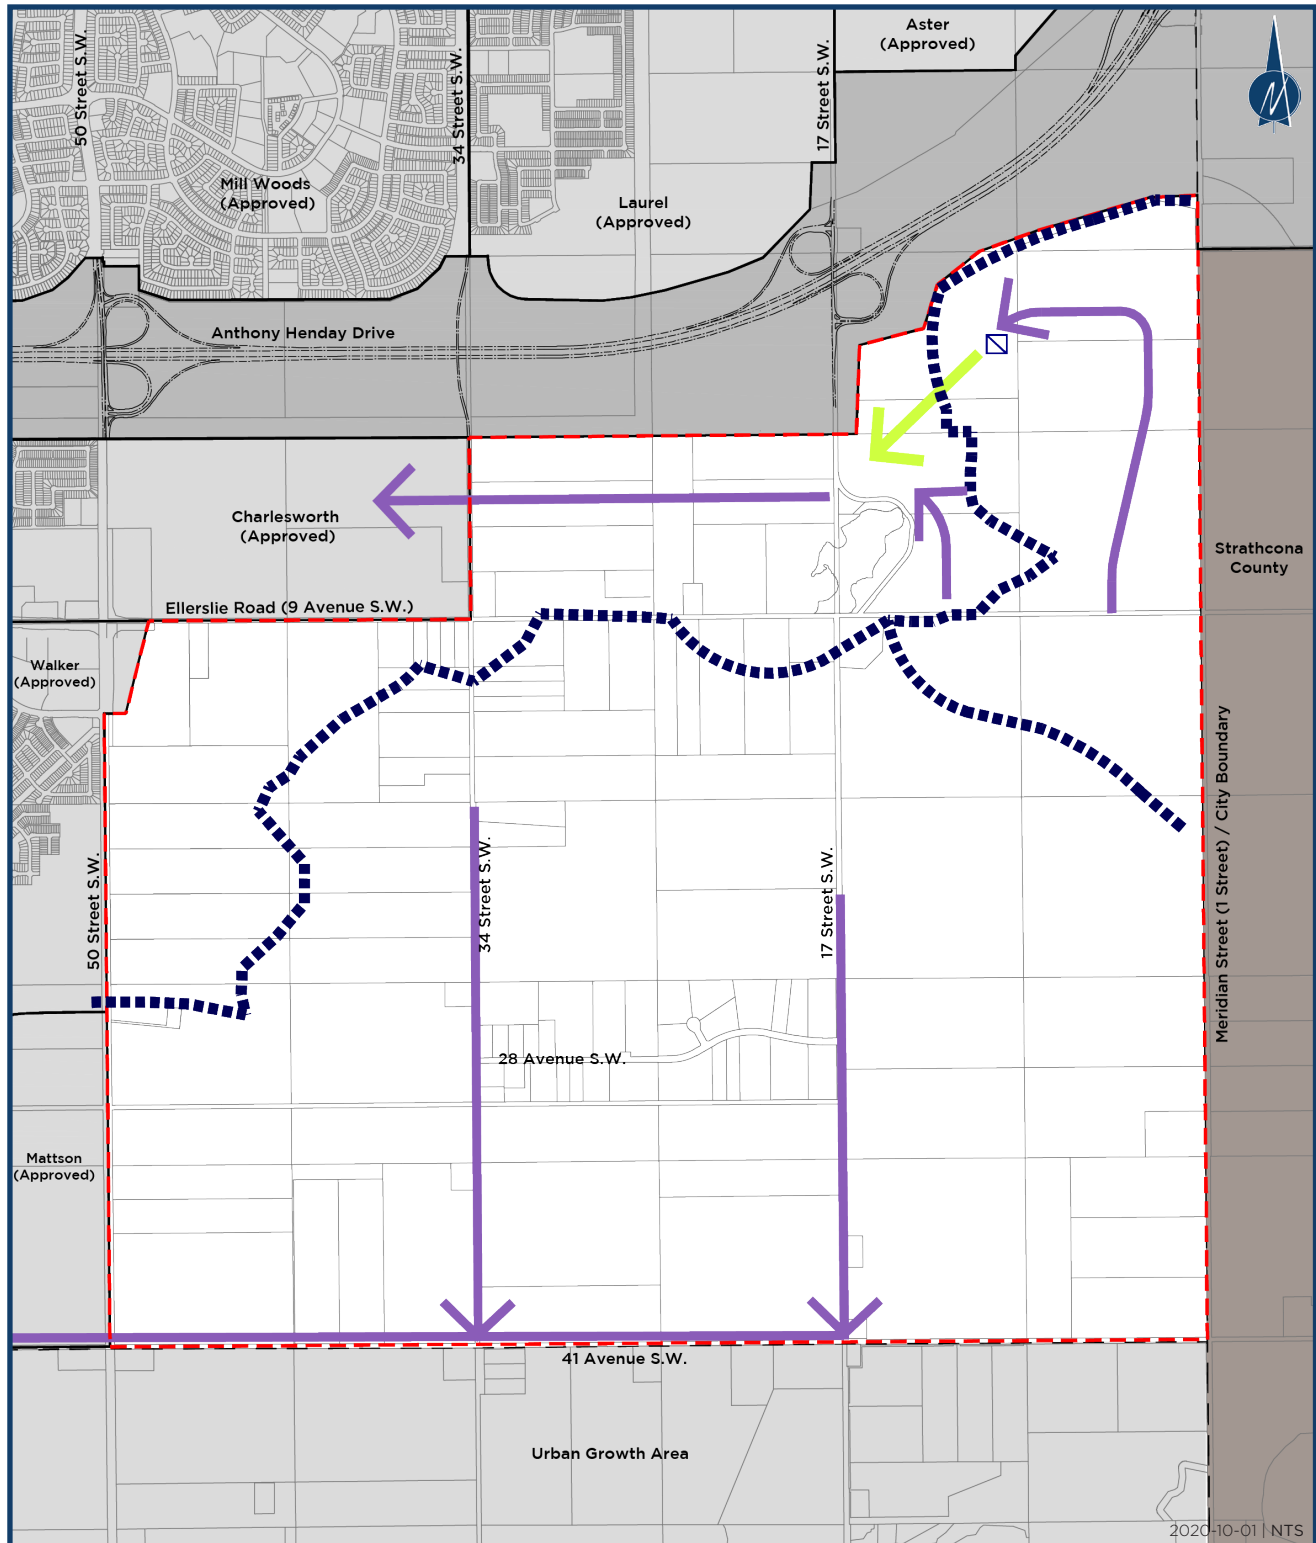 Aster
(Approved)
50 Street S.W.
34 Street S.W.
17 Street S.W.
N
Mill Woods
(Approved)
Laurel
(Approved)
Anthony Henday Drive
Charlesworth
(Approved)
Strathcona
County
Ellerslie Road (9 Avenue S.W.)
Walker
(Approved)
50 Street S.W.
34 Street S.W.
17 Street S.W.
Meridian Street (1 Street) / City Boundary
28 Avenue S.W.
Mattson
(Approved)
41 Avenue S.W.
Urban Growth Area
2020-10-01 | NTS